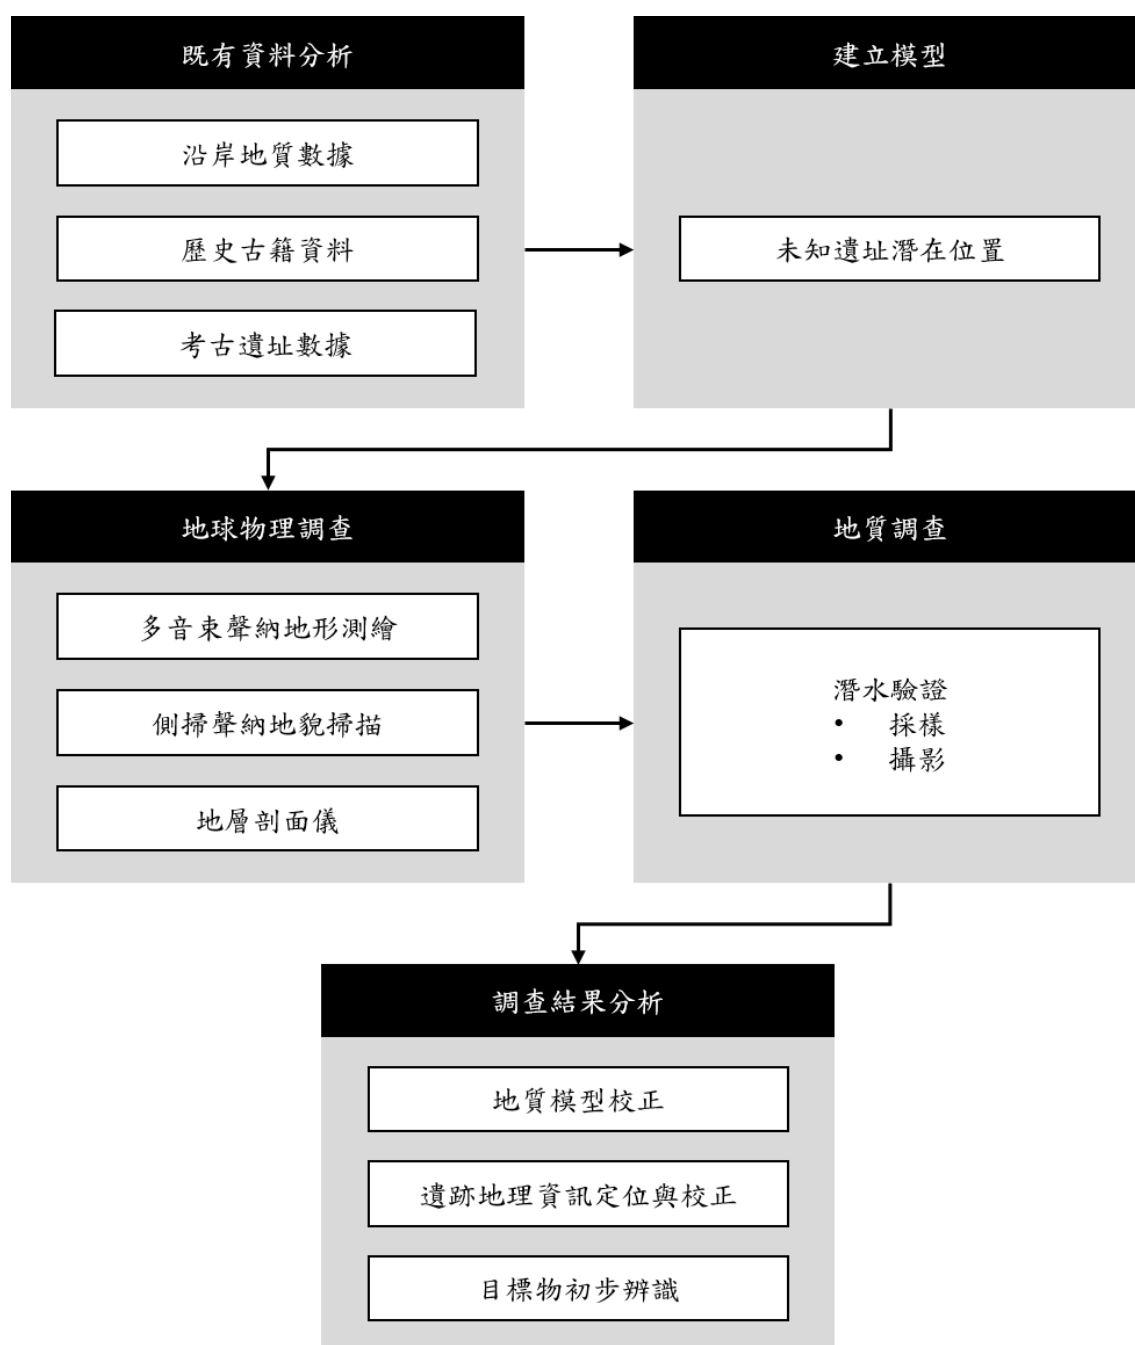 既有資料分析
沿岸地質數據
歷史古籍資料
考古遺址數據
建立模型
未知遺址潛在位置
地球物理調查
多音束聲納地形測繪
側掃聲納地貌掃描
地層剖面儀
地質調查
潛水驗證
• 採樣
• 攝影
調查結果分析
地質模型校正
遺跡地理資訊定位與校正
目標物初步辨識